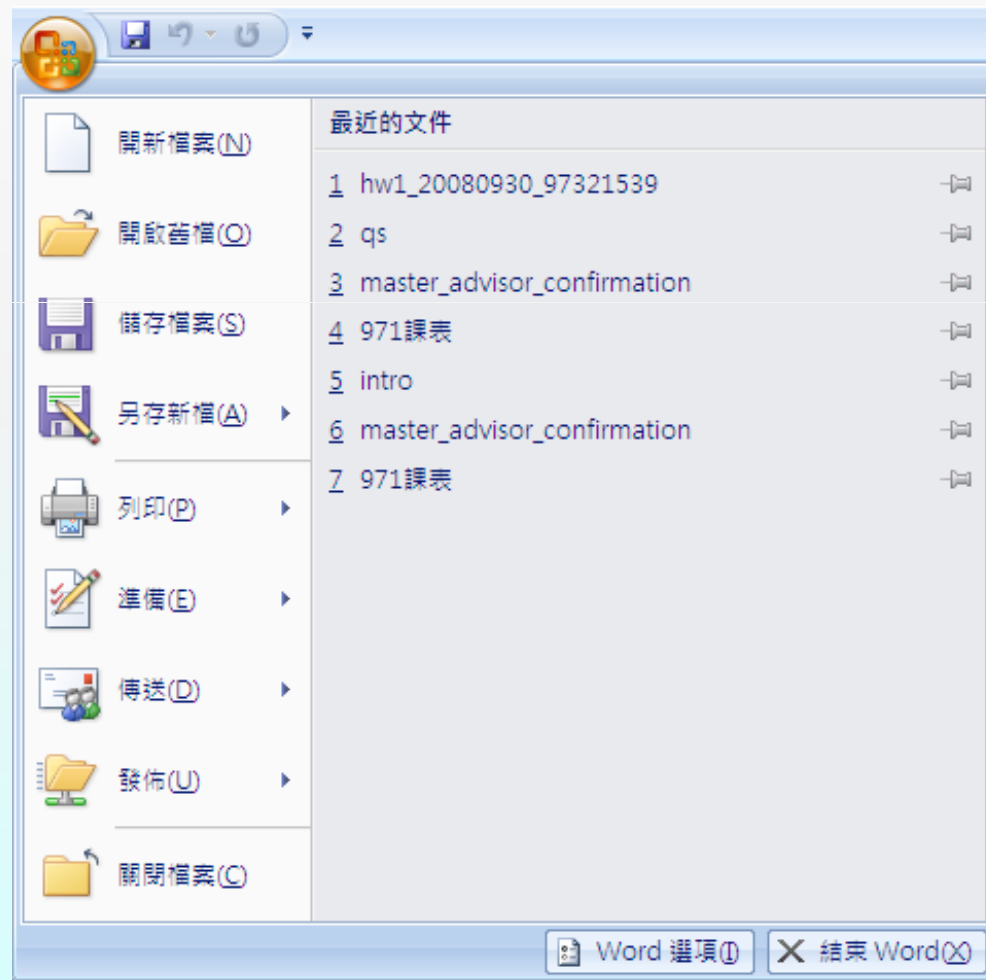 開新檔案(N)
開啟舊檔(O)
儲存檔案(S)
另存新檔(A)
列印(P)
準備(E)
傳送(D)
發佈(U)
關閉檔案(C)
最近的文件
1 hw1_20080930_97321539
2 qs
3 master_advisor_confirmation
4 971課表
5 intro
6 master_advisor_confirmation
7 971課表
Word 選項(I)
結束 Word(X)